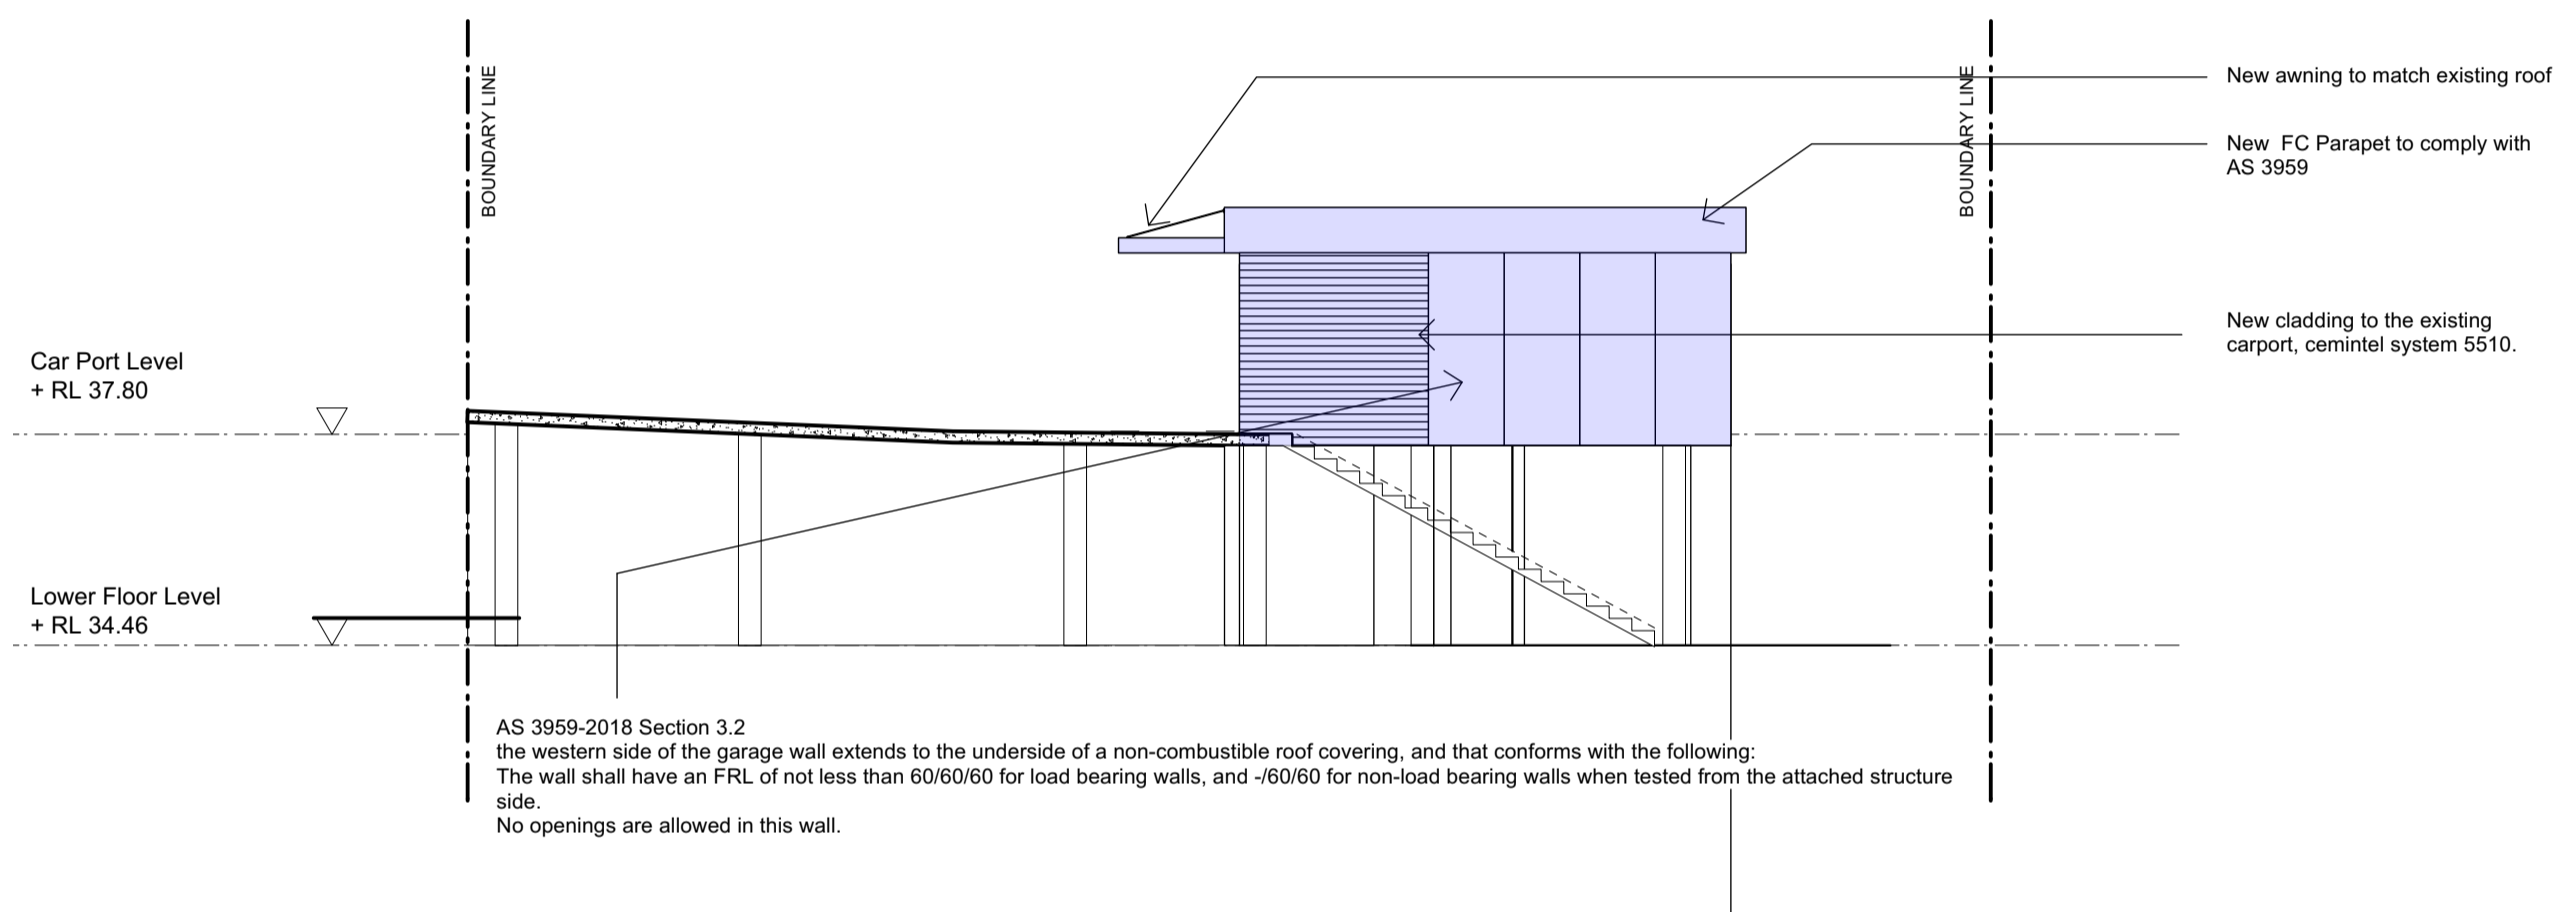 BOUNDARY LINE
BOUNDARY LINE
New awning to match existing roof
New  FC Parapet to comply with
AS 3959
New cladding to the existing
carport, cemintel system 5510.
Car Port Level
+ RL 37.80
Lower Floor Level
+ RL 34.46
AS 3959-2018 Section 3.2
the western side of the garage wall extends to the underside of a non-combustible roof covering, and that conforms with the following:
The wall shall have an FRL of not less than 60/60/60 for load bearing walls, and -/60/60 for non-load bearing walls when tested from the attached structure
side.
No openings are allowed in this wall.